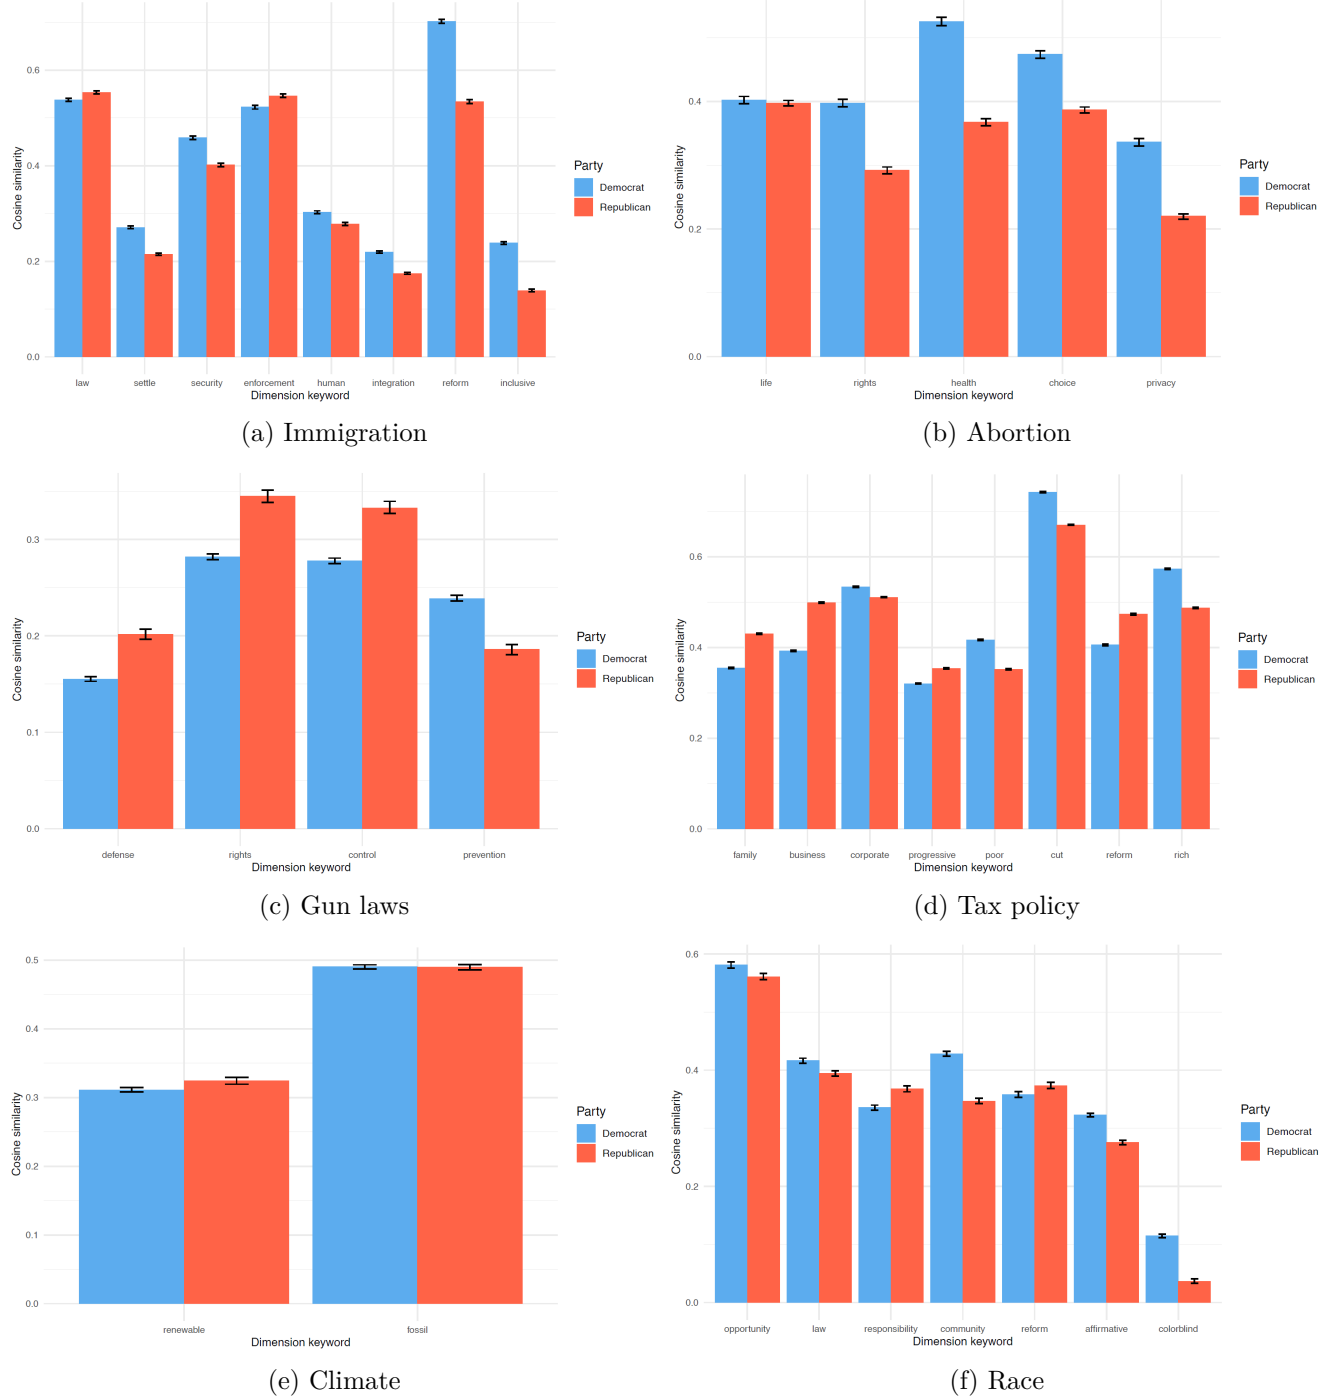 0.6
0.4
0.2
0.0
Cosine similarity
law settle security enforcement human integration reform inclusive
Dimension keyword
Party
Democrat
Republican
(a) Immigration
0.4
0.2
0.0
Cosine similarity
life rights health choice privacy
Dimension keyword
Party
Democrat
Republican
(b) Abortion
0.3
0.2
0.1
0.0
Cosine similarity
defense rights control prevention
Dimension keyword
Party
Democrat
Republican
(c) Gun laws
0.6
0.4
0.2
0.0
Cosine similarity
family business corporate progressive poor cut reform rich
Dimension keyword
Party
Democrat
Republican
(d) Tax policy
0.5
0.4
0.3
0.2
0.1
0.0
Cosine similarity
renewable fossil
Dimension keyword
Party
Democrat
Republican
(e) Climate
0.6
0.4
0.2
0.0
Cosine similarity
opportunity law responsibility community reform affirmative colorblind
Dimension keyword
Party
Democrat
Republican
(f) Race